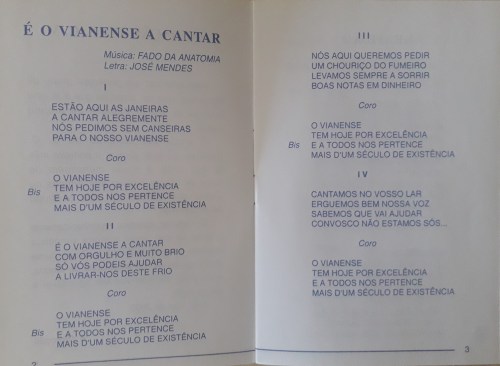 É O VIANENSE A CANTAR
Música: FADO DA ANATOMIA
Letra: JOSÉ MENDES
I
ESTÃO AQUI AS JANEIRAS
A CANTAR ALEGREMENTE
NÓS PEDIMOS SEM CANSEIRAS
PARA O NOSSO VIANENSE
Coro
O VIANENSE
Bis TEM HOJE POR EXCELÊNCIA
E A TODOS NOS PERTENCE
MAIS D'UM SÉCULO DE EXISTÊNCIA
II
É O VIANENSE A CANTAR
COM ORGULHO E MUITO BRIO
SÓ VÓS PODEIS AJUDAR
A LIVRAR-NOS DESTE FRIO
Coro
O VIANENSE
TEM HOJE POR EXCELÊNCIA
Bis E A TODOS NOS PERTENCE
MAIS D'UM SÉCULO DE EXISTÊNCIA
2
III
NÓS AQUI QUEREMOS PEDIR
UM CHOURIÇO DO FUMEIRO
LEVAMOS SEMPRE A SORRIR
BOAS NOTAS EM DINHEIRO
Coro
O VIANENSE
TEM HOJE POR EXCELÊNCIA
Bis E A TODOS NOS PERTENCE
MAIS D'UM SÉCULO DE EXISTÊNCIA
IV
CANTAMOS NO VOSSO LAR
ERGUEMOS BEM NOSSA VOZ
SABEMOS QUE VAI AJUDAR
CONVOSCO NÃO ESTAMOS SÓS...
Coro
O VIANENSE
TEM HOJE POR EXCELÊNCIA
E A TODOS NOS PERTENCE
MAIS D'UM SÉCULO DE EXISTÊNCIA
3